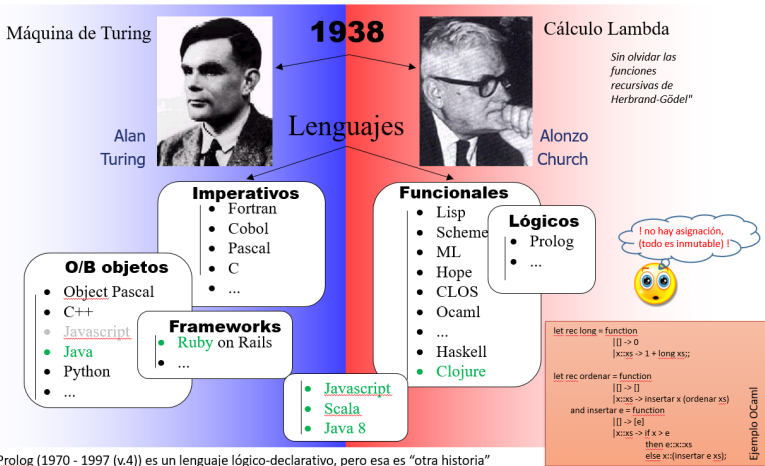 Máquina de Turing
1938
Cálculo Lambda
Sin olvidar las
funciones
recursivas de
Herbrand-Gödel"
Alan
Turing
Lenguajes
Alonzo
Church
Imperativos
• Fortran
• Cobol
• Pascal
• C
• ...
O/B objetos
• Object Pascal
• C++
• Javascript
• Java
• Python
• ...
Frameworks
• Ruby on Rails
• ...
Funcionales
• Lisp
• Scheme
• ML
• Hope
• CLOS
• Ocaml
• ...
• Haskell
• Clojure
Lógicos
• Prolog
• ...
• Javascript
• Scala
• Java 8
! no hay asignación,
(todo es inmutable) !
let rec long = function
|[] -> 0
|x::xs -> 1 + long xs;;
let rec ordenar = function
|[] -> []
|x::xs -> insertar x (ordenar xs)
and insertar e = function
|[] -> [e]
|x::xs -> if x > e
then e::x::xs
else x::(insertar e xs);
Ejemplo OCaml
Prolog (1970 - 1997 (v.4)) es un lenguaje lógico-declarativo, pero esa es “otra historia”